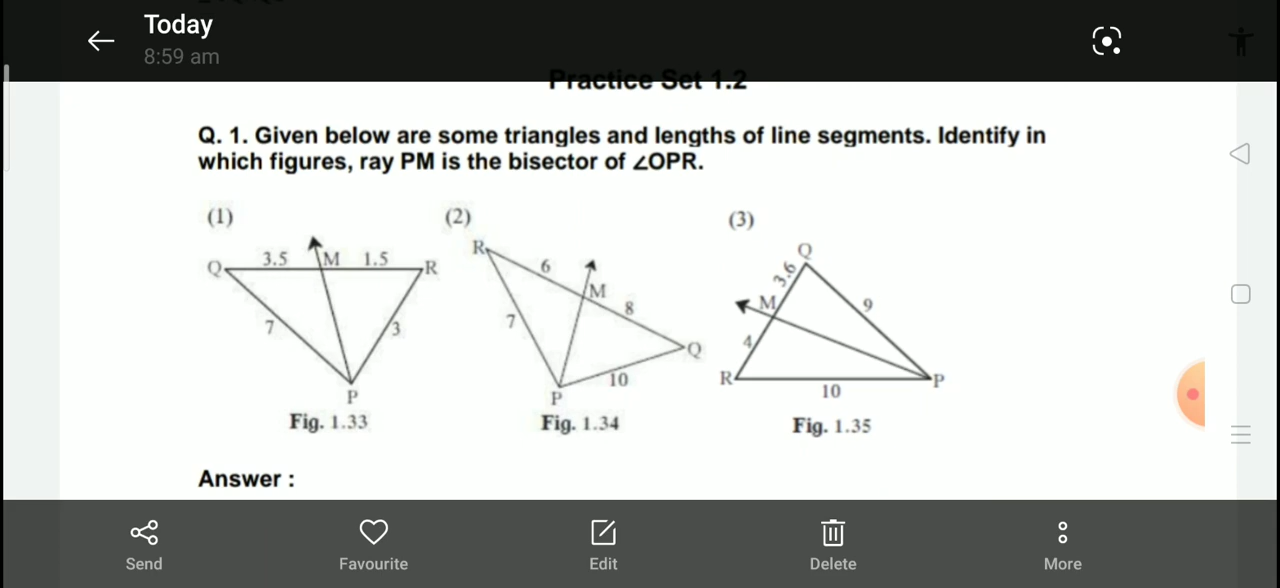 Today
8:59 am
Practice Set 1.2
Q. 1. Given below are some triangles and lengths of line segments. Identify in
which figures, ray PM is the bisector of ∠OPR.
(1)
Q 3.5 M 1.5 R
7 3
P
Fig. 1.33
(2)
R 6
M
8
7
Q
10
P
Fig. 1.34
(3)
Q
3.6
M 9
4
R P
10
Fig. 1.35
Answer :
Send Favourite Edit Delete More